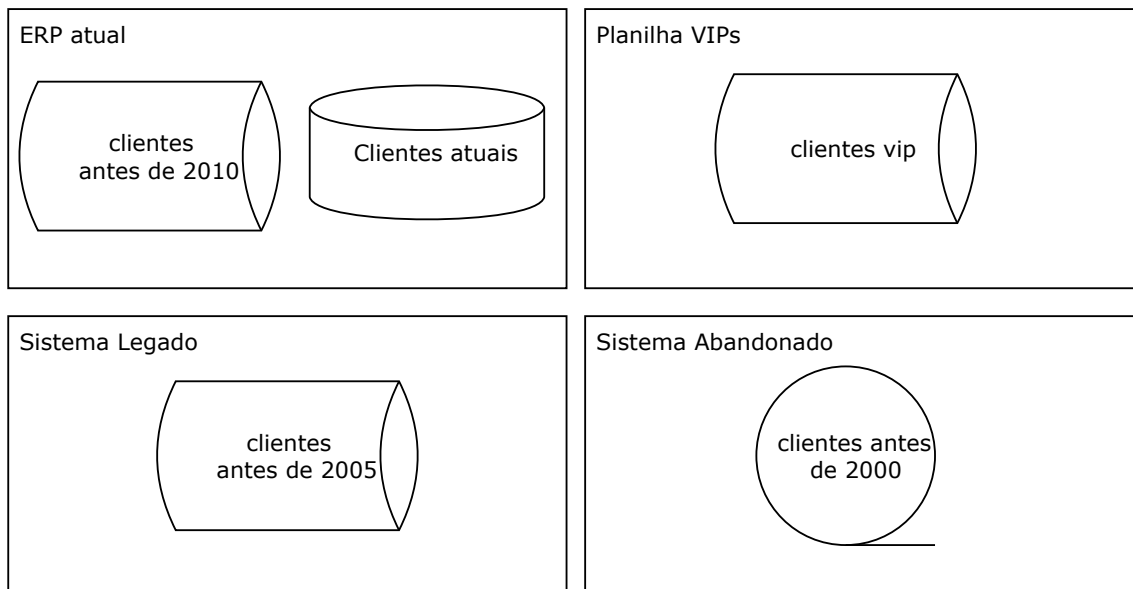 ERP atual
clientes
antes de 2010
Clientes atuais
Planilha VIPs
clientes vip
Sistema Legado
clientes
antes de 2005
Sistema Abandonado
clientes antes
de 2000